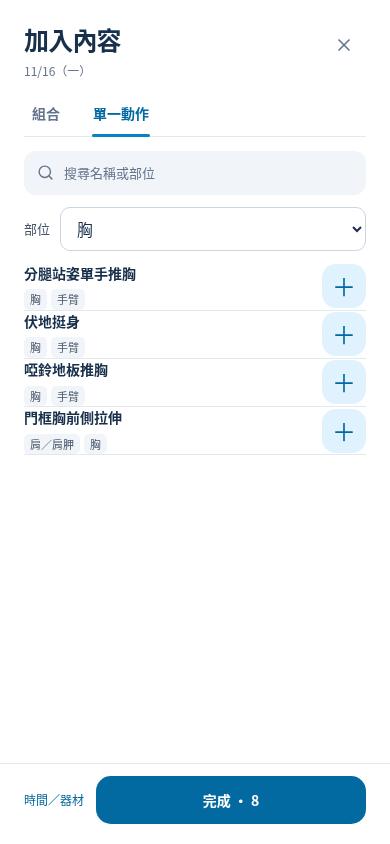 加入內容
11/16（一）
組合
單一動作
搜尋名稱或部位
部位
胸
分腿站姿單手推胸
胸 手臂
伏地挺身
胸 手臂
啞鈴地板推胸
胸 手臂
門框胸前側拉伸
肩／肩胛 胸
時間／器材
完成 · 8